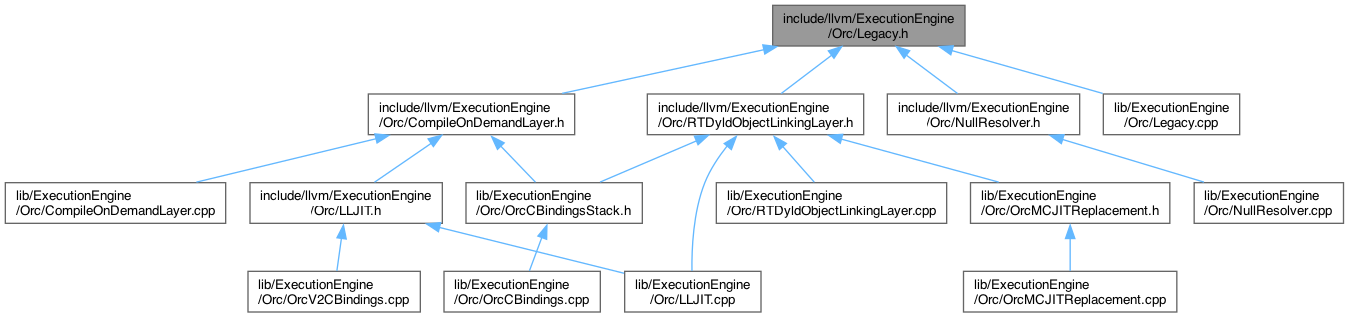 include/llvm/ExecutionEngine
/Orc/Legacy.h
include/llvm/ExecutionEngine
/Orc/CompileOnDemandLayer.h
include/llvm/ExecutionEngine
/Orc/RTDyldObjectLinkingLayer.h
include/llvm/ExecutionEngine
/Orc/NullResolver.h
lib/ExecutionEngine
/Orc/Legacy.cpp
lib/ExecutionEngine
/Orc/CompileOnDemandLayer.cpp
include/llvm/ExecutionEngine
/Orc/LLJIT.h
lib/ExecutionEngine
/Orc/OrcCBindingsStack.h
lib/ExecutionEngine
/Orc/RTDyldObjectLinkingLayer.cpp
lib/ExecutionEngine
/Orc/OrcMCJITReplacement.h
lib/ExecutionEngine
/Orc/NullResolver.cpp
lib/ExecutionEngine
/Orc/OrcV2CBindings.cpp
lib/ExecutionEngine
/Orc/OrcCBindings.cpp
lib/ExecutionEngine
/Orc/LLJIT.cpp
lib/ExecutionEngine
/Orc/OrcMCJITReplacement.cpp